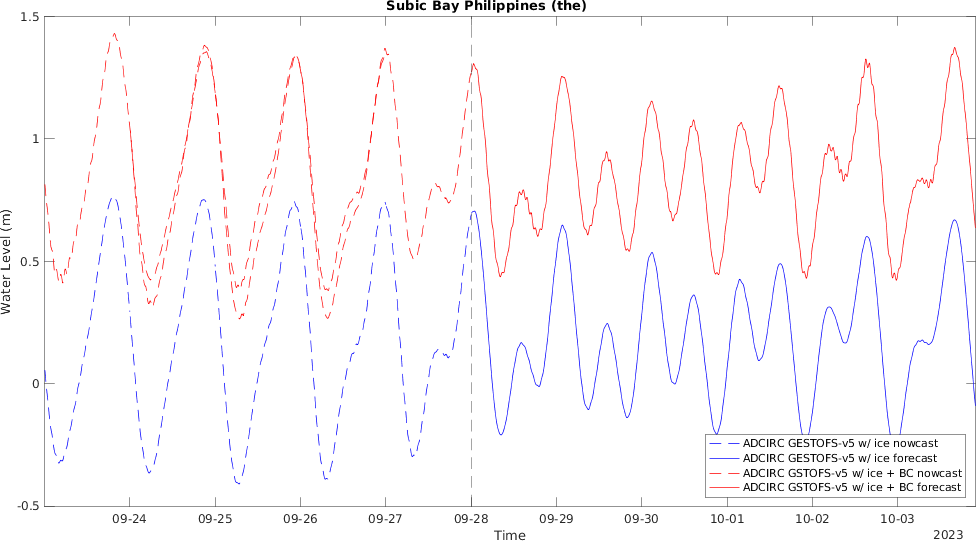 Subic Bay Philippines (the)
1.5
1
0.5
0
-0.5
Water Level (m)
ADCIRC GESTOFS-v5 w/ ice nowcast
ADCIRC GESTOFS-v5 w/ ice forecast
ADCIRC GSTOFS-v5 w/ ice + BC nowcast
ADCIRC GSTOFS-v5 w/ ice + BC forecast
09-24 09-25 09-26 09-27 09-28 09-29 09-30 10-01 10-02 10-03
Time
2023